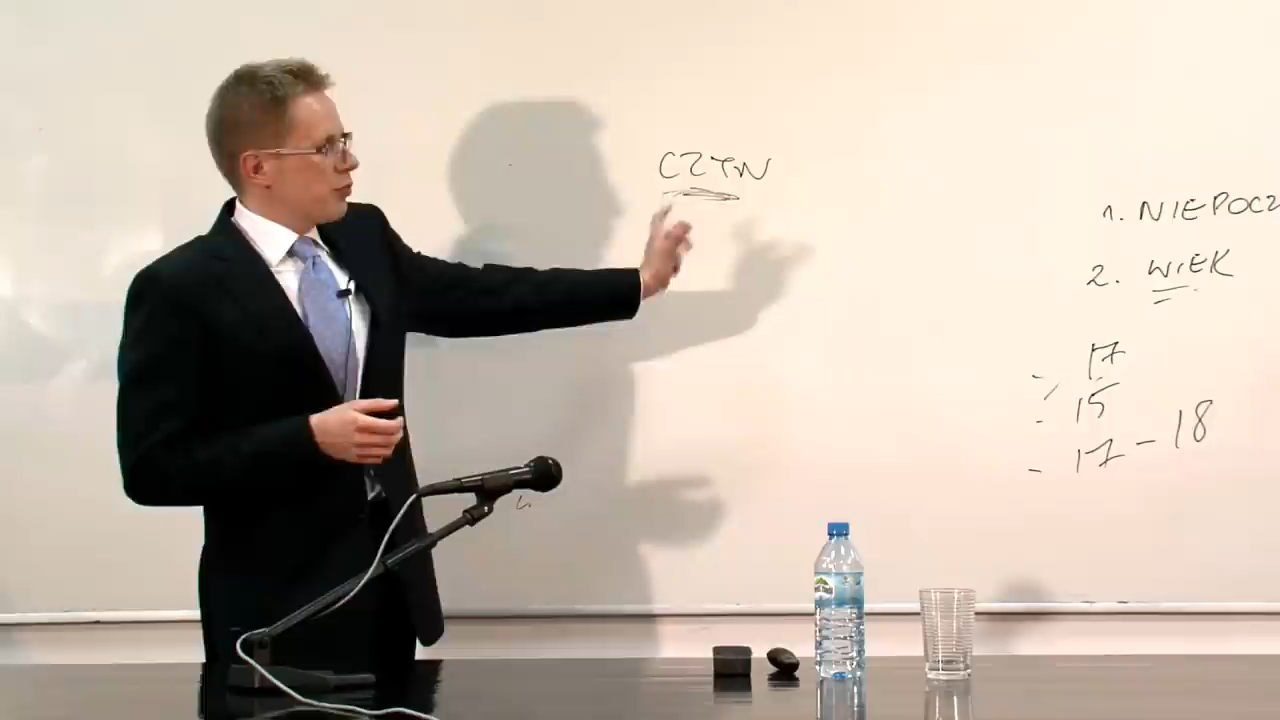 CZYN
1. NIEPOCZ
2. WIEK
- 17
- 15
- 17 - 18